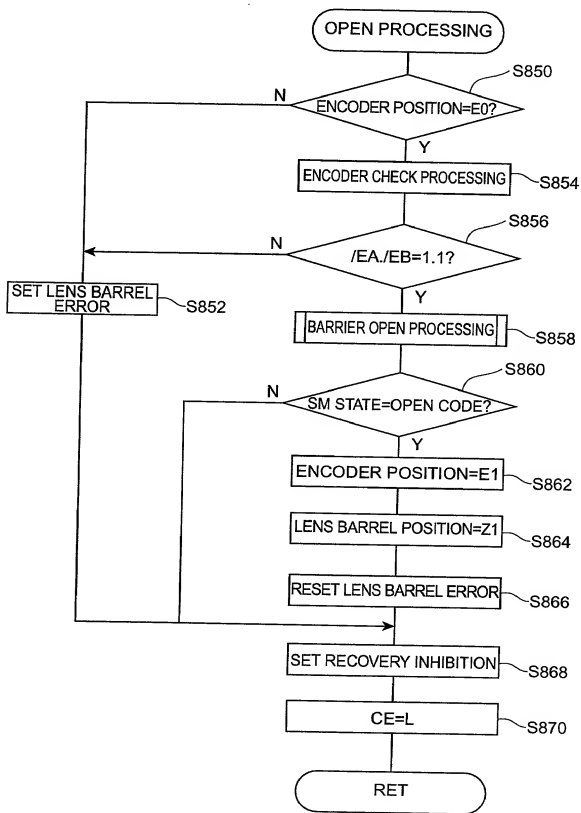 OPEN PROCESSING
S850
N
ENCODER POSITION=E0?
Y
ENCODER CHECK PROCESSING
S854
S856
N
/EA./EB=1.1?
Y
SET LENS BARREL
ERROR
S852
BARRIER OPEN PROCESSING
S858
S860
N
SM STATE=OPEN CODE?
Y
ENCODER POSITION=E1
S862
LENS BARREL POSITION=Z1
S864
RESET LENS BARREL ERROR
S866
SET RECOVERY INHIBITION
S868
CE=L
S870
RET